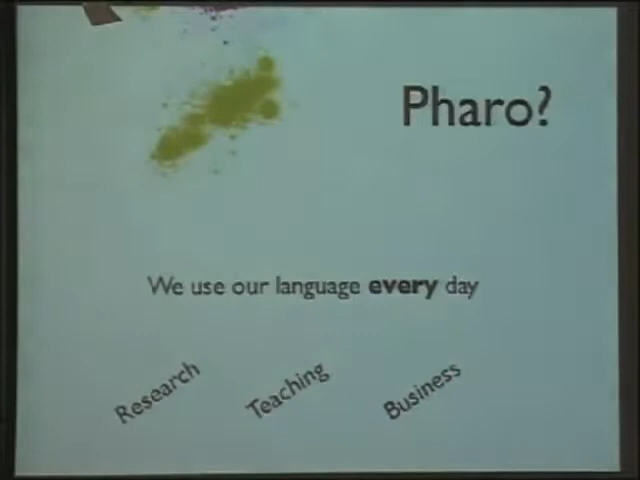 Pharo?
We use our language every day
Research
Teaching
Business